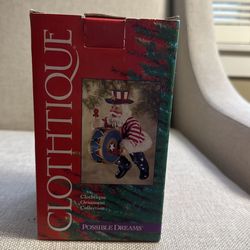 CLOTHTIQUE
Clothtique
Ornament
Collection
POSSIBLE DREAMS®